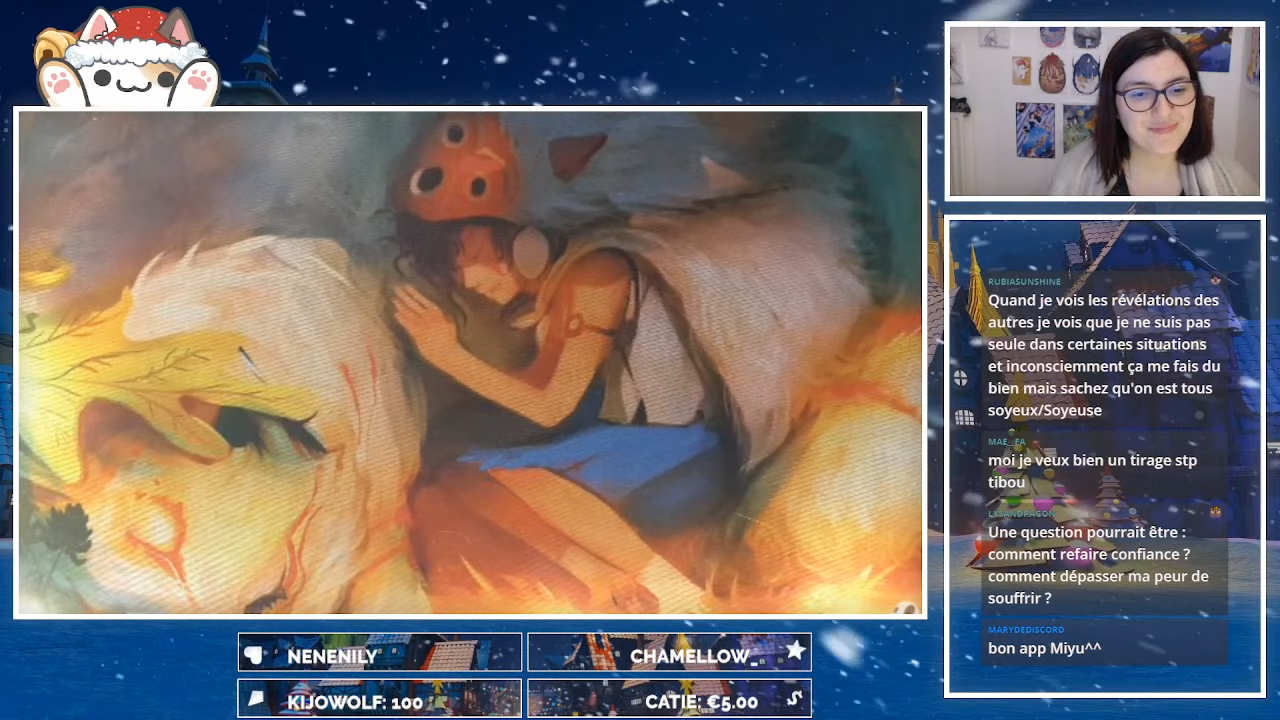 RUBIASUNSHINE
Quand je vois les révélations des
autres je vois que je ne suis pas
seule dans certaines situations
et inconsciemment ça me fais du
bien mais sachez qu'on est tous
soyeux/Soyeuse
MAE_FA
moi je veux bien un tirage stp
tibou
LYSANDRAGON
Une question pourrait être :
comment refaire confiance ?
comment dépasser ma peur de
souffrir ?
MARYDEDISCORD
bon app Miyu^^
NENENILY
CHAMELLOW_
KIJOWOLF: 100
CATIE: €5.00